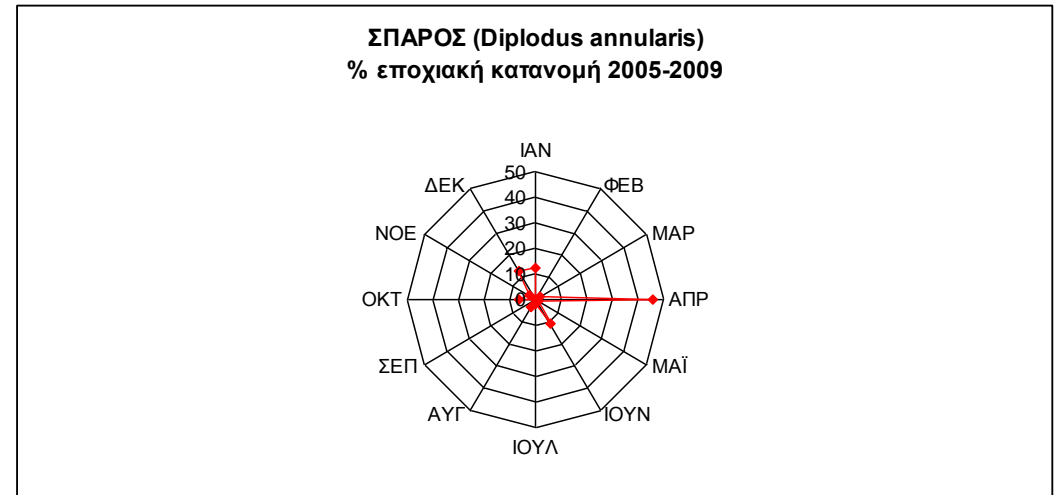 ΣΠΑΡΟΣ (Diplodus annularis)
% εποχιακή κατανομή 2005-2009
ΙΑΝ
ΦΕΒ
ΜΑΡ
ΑΠΡ
ΜΑΪ
ΙΟΥΝ
ΙΟΥΛ
ΑΥΓ
ΣΕΠ
ΟΚΤ
ΝΟΕ
ΔΕΚ
50
40
30
20
10
0